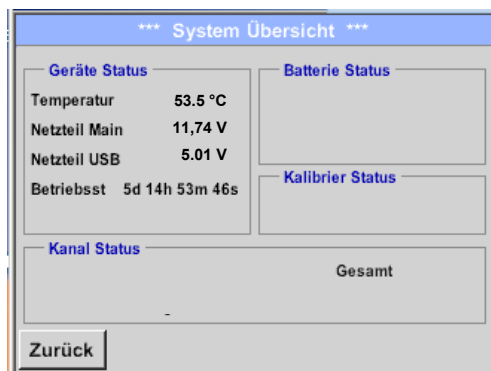 *** System Übersicht ***
Geräte Status
Temperatur 53.5 °C
Netzteil Main 11,74 V
Netzteil USB 5.01 V
Betriebsst 5d 14h 53m 46s
Batterie Status
Kalibrier Status
Kanal Status
Gesamt
-
Zurück